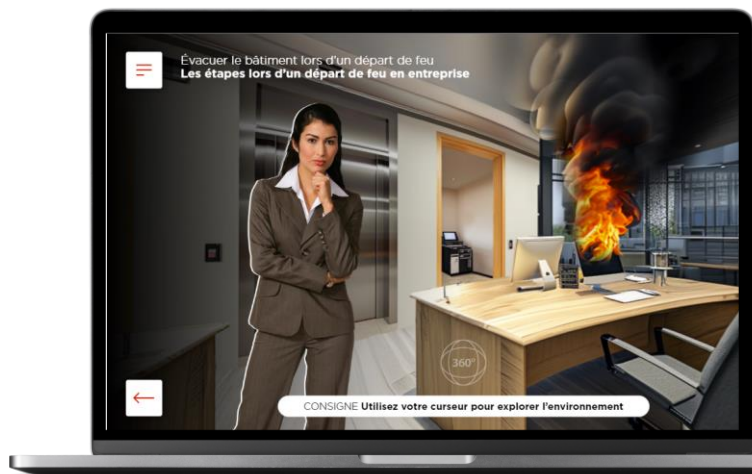 Évacuer le bâtiment lors d'un départ de feu
Les étapes lors d'un départ de feu en entreprise
360°
CONSIGNE Utilisez votre curseur pour explorer l'environnement